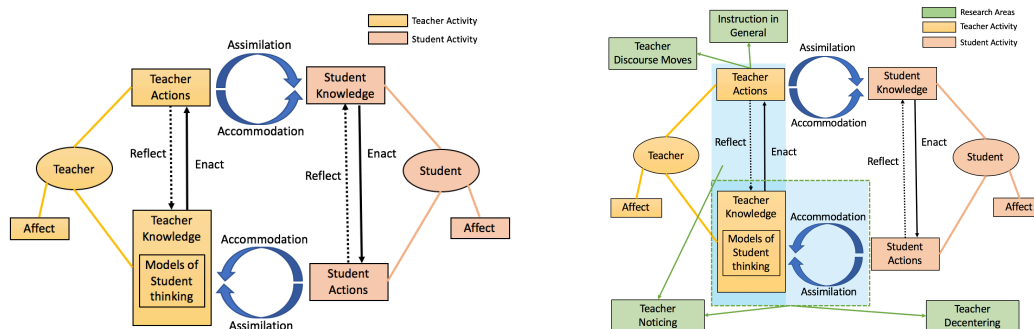 Teacher Activity
Student Activity
Assimilation
Teacher
Actions
Student
Knowledge
Accommodation
Reflect
Enact
Reflect
Enact
Teacher
Student
Affect
Affect
Teacher
Knowledge
Models of
Student
thinking
Accommodation
Student
Actions
Assimilation
Research Areas
Teacher Activity
Student Activity
Instruction in
General
Teacher
Discourse Moves
Assimilation
Teacher
Actions
Student
Knowledge
Accommodation
Reflect
Enact
Reflect
Enact
Teacher
Student
Affect
Affect
Teacher
Knowledge
Models of
Student
thinking
Accommodation
Student
Actions
Assimilation
Teacher
Noticing
Teacher
Decentering